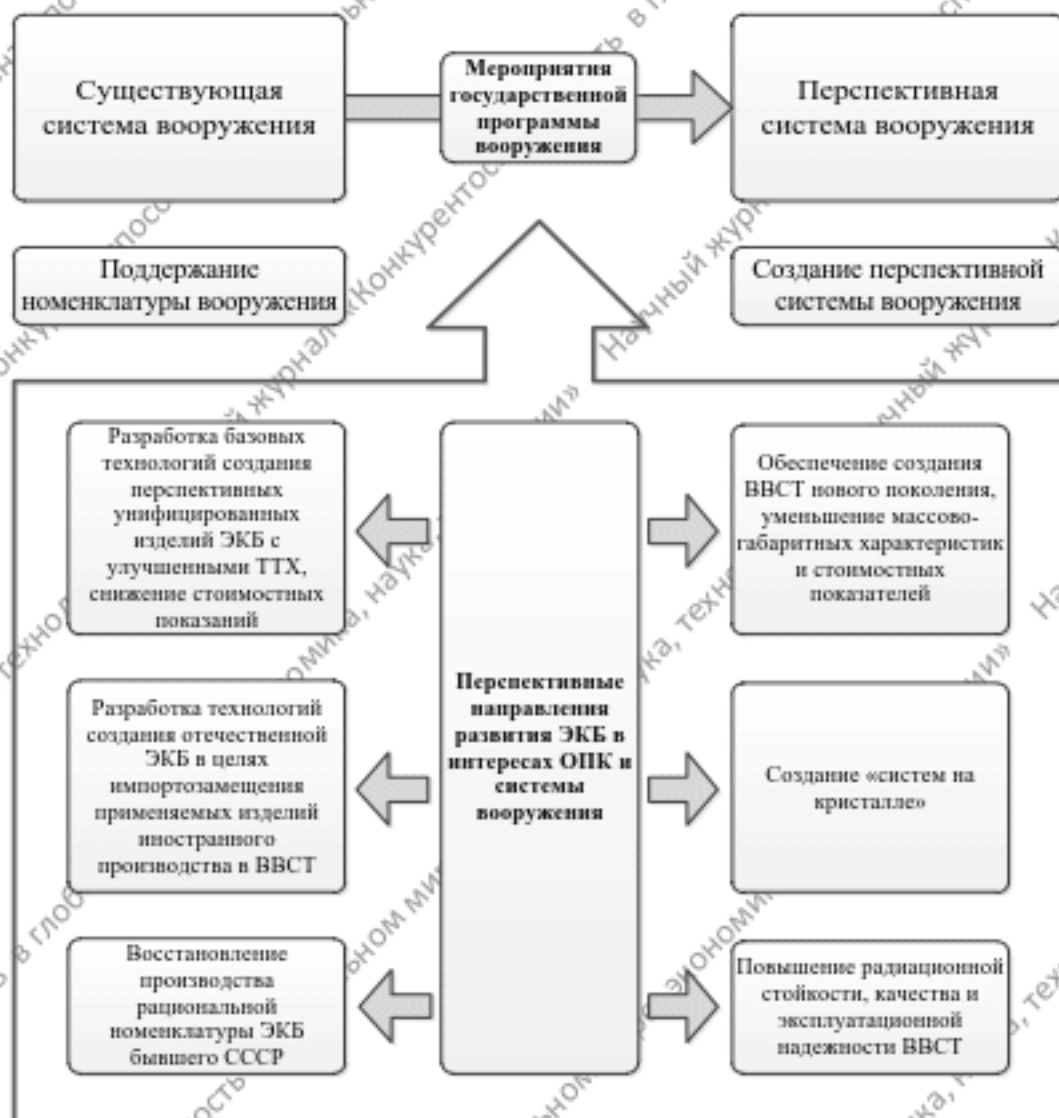 Существующая
система вооружения
Мероприятия
государственной
программы
вооружения
Перспективная
система вооружения
Поддержание
номенклатуры вооружения
Создание перспективной
системы вооружения
Разработка базовых
технологий создания
перспективных
унифицированных
изделий ЭКБ с
улучшенными ТТХ,
снижение стоимостных
показаний
Обеспечение создания
ВВСТ нового поколения,
уменьшение массово-
габаритных характеристик
и стоимостных
показателей
Перспективные
направления
развития ЭКБ в
интересах ОПК и
системы
вооружения
Разработка технологий
создания отечественной
ЭКБ в целях
импортозамещения
применяемых изделий
иностранного
производства в ВВСТ
Создание «систем на
кристалле»
Восстановление
производства
рациональной
номенклатуры ЭКБ
бывшего СССР
Повышение радиационной
стойкости, качества и
эксплуатационной
надежности ВВСТ